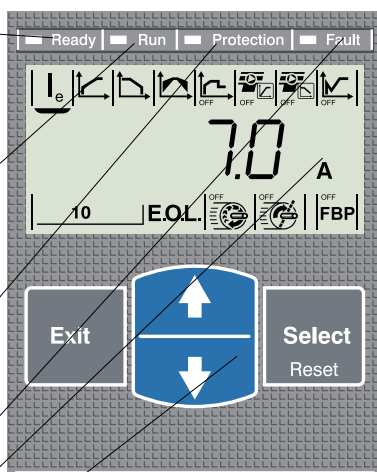 Ready Run Protection Fault
Ie
OFF OFF OFF OFF
7.0 A
OFF OFF OFF
10 E.O.L. FBP
Exit Select
Reset